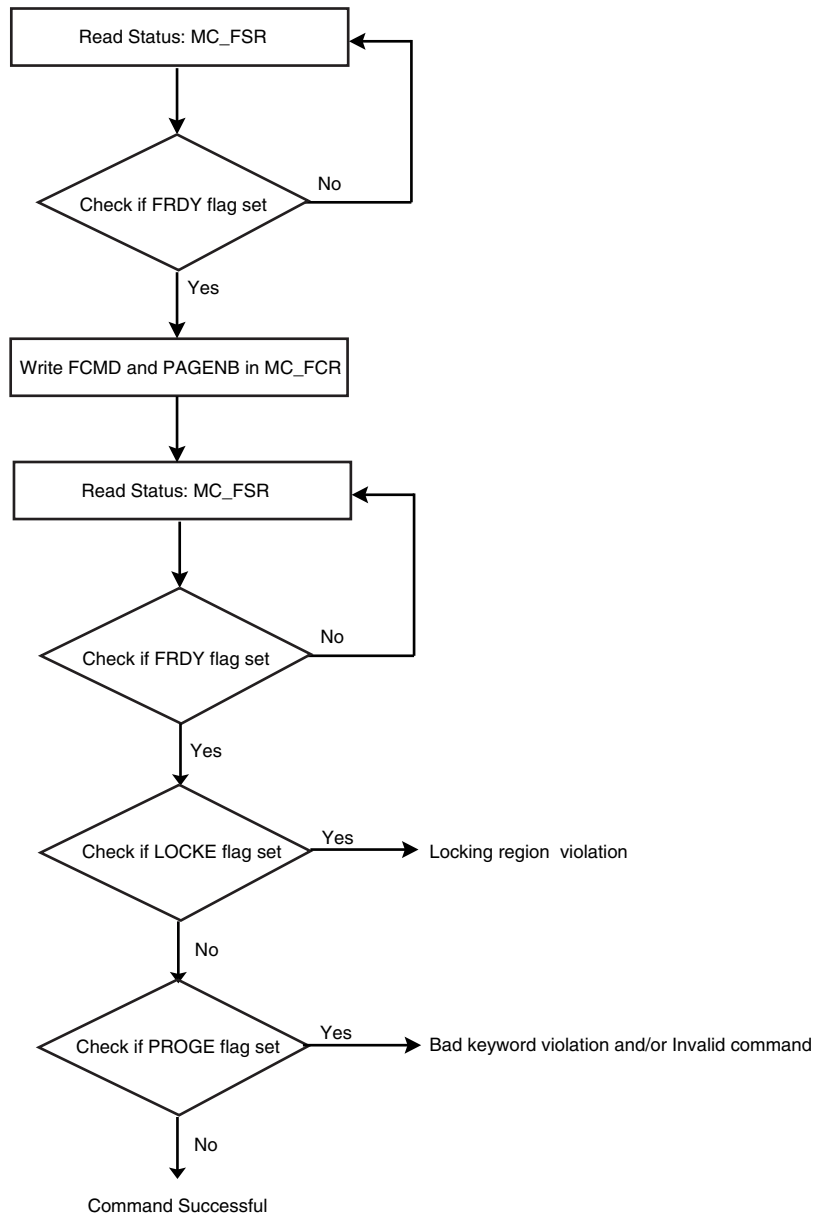 Read Status: MC_FSR
Check if FRDY flag set
No
Yes
Write FCMD and PAGENB in MC_FCR
Read Status: MC_FSR
Check if FRDY flag set
No
Yes
Check if LOCKE flag set
Yes
Locking region violation
No
Check if PROGE flag set
Yes
Bad keyword violation and/or Invalid command
No
Command Successful